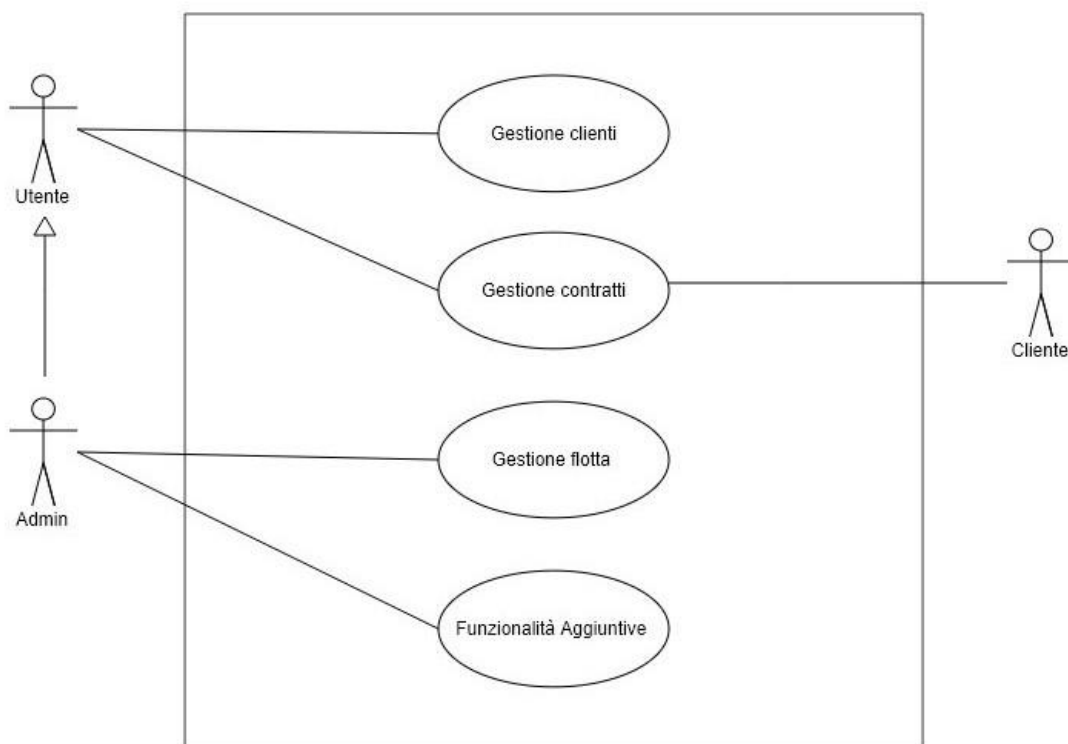 Gestione clienti
Utente
Gestione contratti
Cliente
Gestione flotta
Admin
Funzionalità Aggiuntive